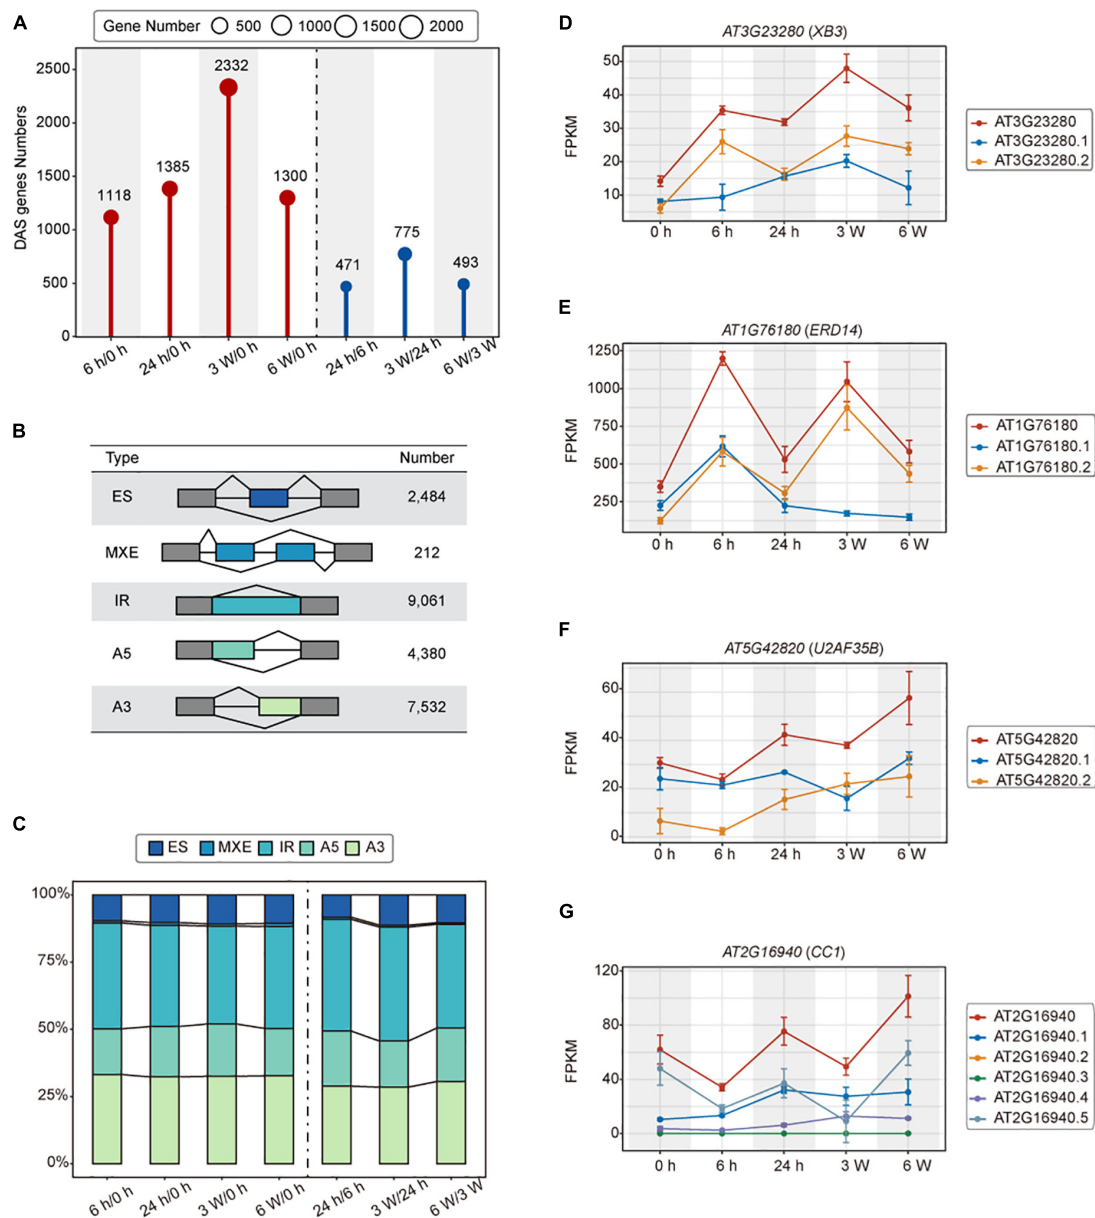 A
Gene Number 500 1000 1500 2000
DAS genes Numbers
2500
2000
1500
1000
500
0
1118
1385
2332
1300
471
775
493
6 h/0 h
24 h/0 h
3 W/0 h
6 W/0 h
24 h/6 h
3 W/24 h
6 W/3 W
B
Type Number
ES 2,484
MXE 212
IR 9,061
A5 4,380
A3 7,532
C
ES MXE IR A5 A3
100%
75%
50%
25%
0%
6 h/0 h
24 h/0 h
3 W/0 h
6 W/0 h
24 h/6 h
3 W/24 h
6 W/3 W
D
AT3G23280 (XB3)
FPKM
50
40
30
20
10
0 h 6 h 24 h 3 W 6 W
AT3G23280
AT3G23280.1
AT3G23280.2
E
AT1G76180 (ERD14)
FPKM
1250
1000
750
500
250
0 h 6 h 24 h 3 W 6 W
AT1G76180
AT1G76180.1
AT1G76180.2
F
AT5G42820 (U2AF35B)
FPKM
60
40
20
0
0 h 6 h 24 h 3 W 6 W
AT5G42820
AT5G42820.1
AT5G42820.2
G
AT2G16940 (CC1)
FPKM
120
80
40
0
0 h 6 h 24 h 3 W 6 W
AT2G16940
AT2G16940.1
AT2G16940.2
AT2G16940.3
AT2G16940.4
AT2G16940.5